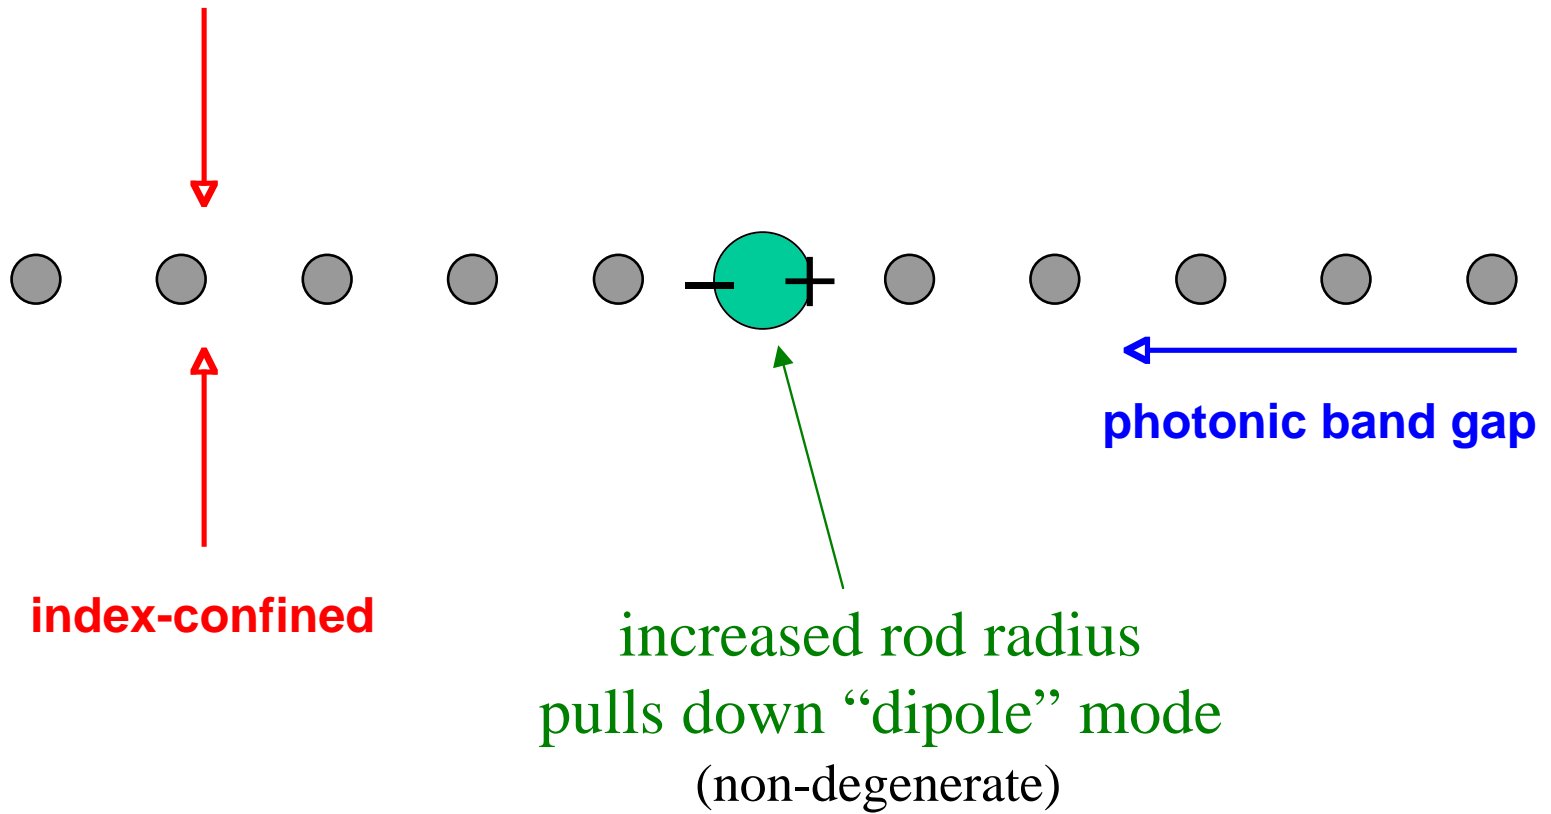 − +
photonic band gap
index-confined
increased rod radius
pulls down “dipole” mode
(non-degenerate)